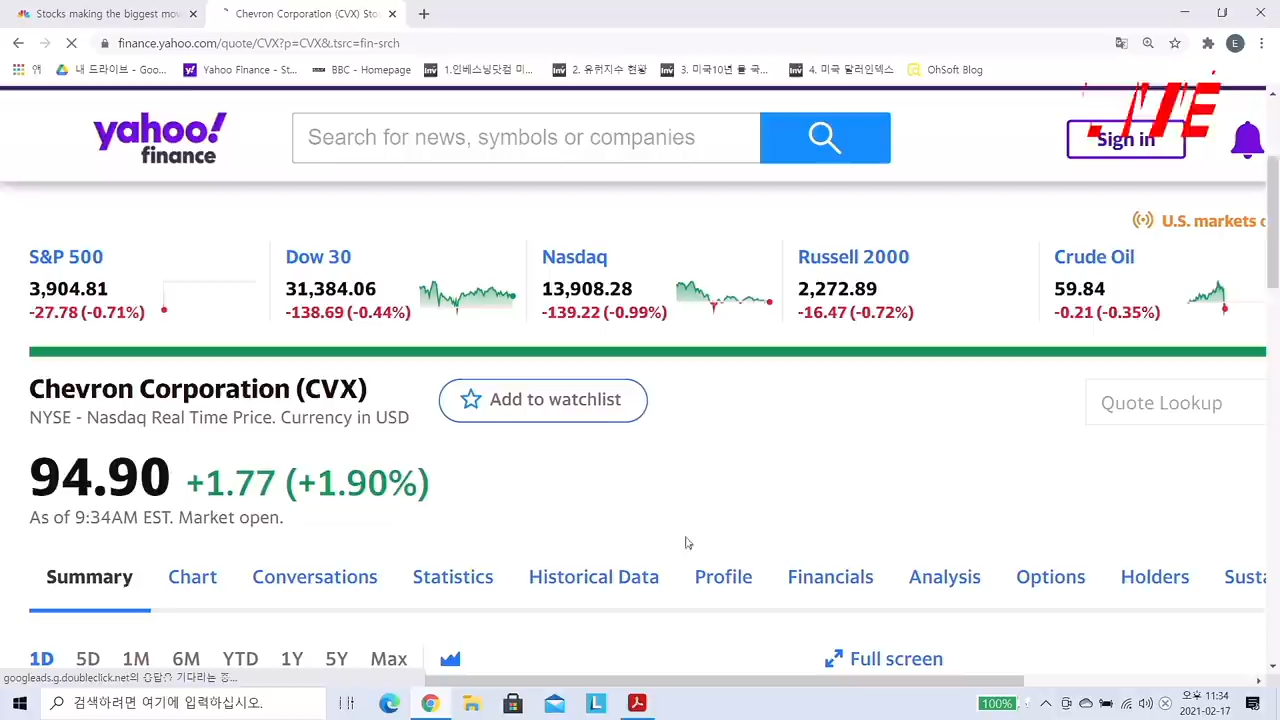 Stocks making the biggest mov
Chevron Corporation (CVX) Sto
finance.yahoo.com/quote/CVX?p=CVX&.tsrc=fin-srch
E
앱
내 드라이브 - Goo...
Yahoo Finance - St...
BBC - Homepage
1.인베스닝닷컴 미...
2. 유퀴지수 현황
3. 미국10년 률 국...
4. 미국 달러인덱스
OhSoft Blog
yahoo!
finance
Search for news, symbols or companies
Sign in
U.S. markets
S&P 500
Dow 30
Nasdaq
Russell 2000
Crude Oil
3,904.81
31,384.06
13,908.28
2,272.89
59.84
-27.78 (-0.71%)
-138.69 (-0.44%)
-139.22 (-0.99%)
-16.47 (-0.72%)
-0.21 (-0.35%)
Chevron Corporation (CVX)
Add to watchlist
NYSE - Nasdaq Real Time Price. Currency in USD
Quote Lookup
94.90 +1.77 (+1.90%)
As of 9:34AM EST. Market open.
Summary
Chart
Conversations
Statistics
Historical Data
Profile
Financials
Analysis
Options
Holders
Susta
1D
5D
1M
6M
YTD
1Y
5Y
Max
Full screen
googleads.g.doubleclick.net의 응답을 기다리는 중...
검색하려면 여기에 입력하십시오.
100%
오후 11:34
2021-02-17